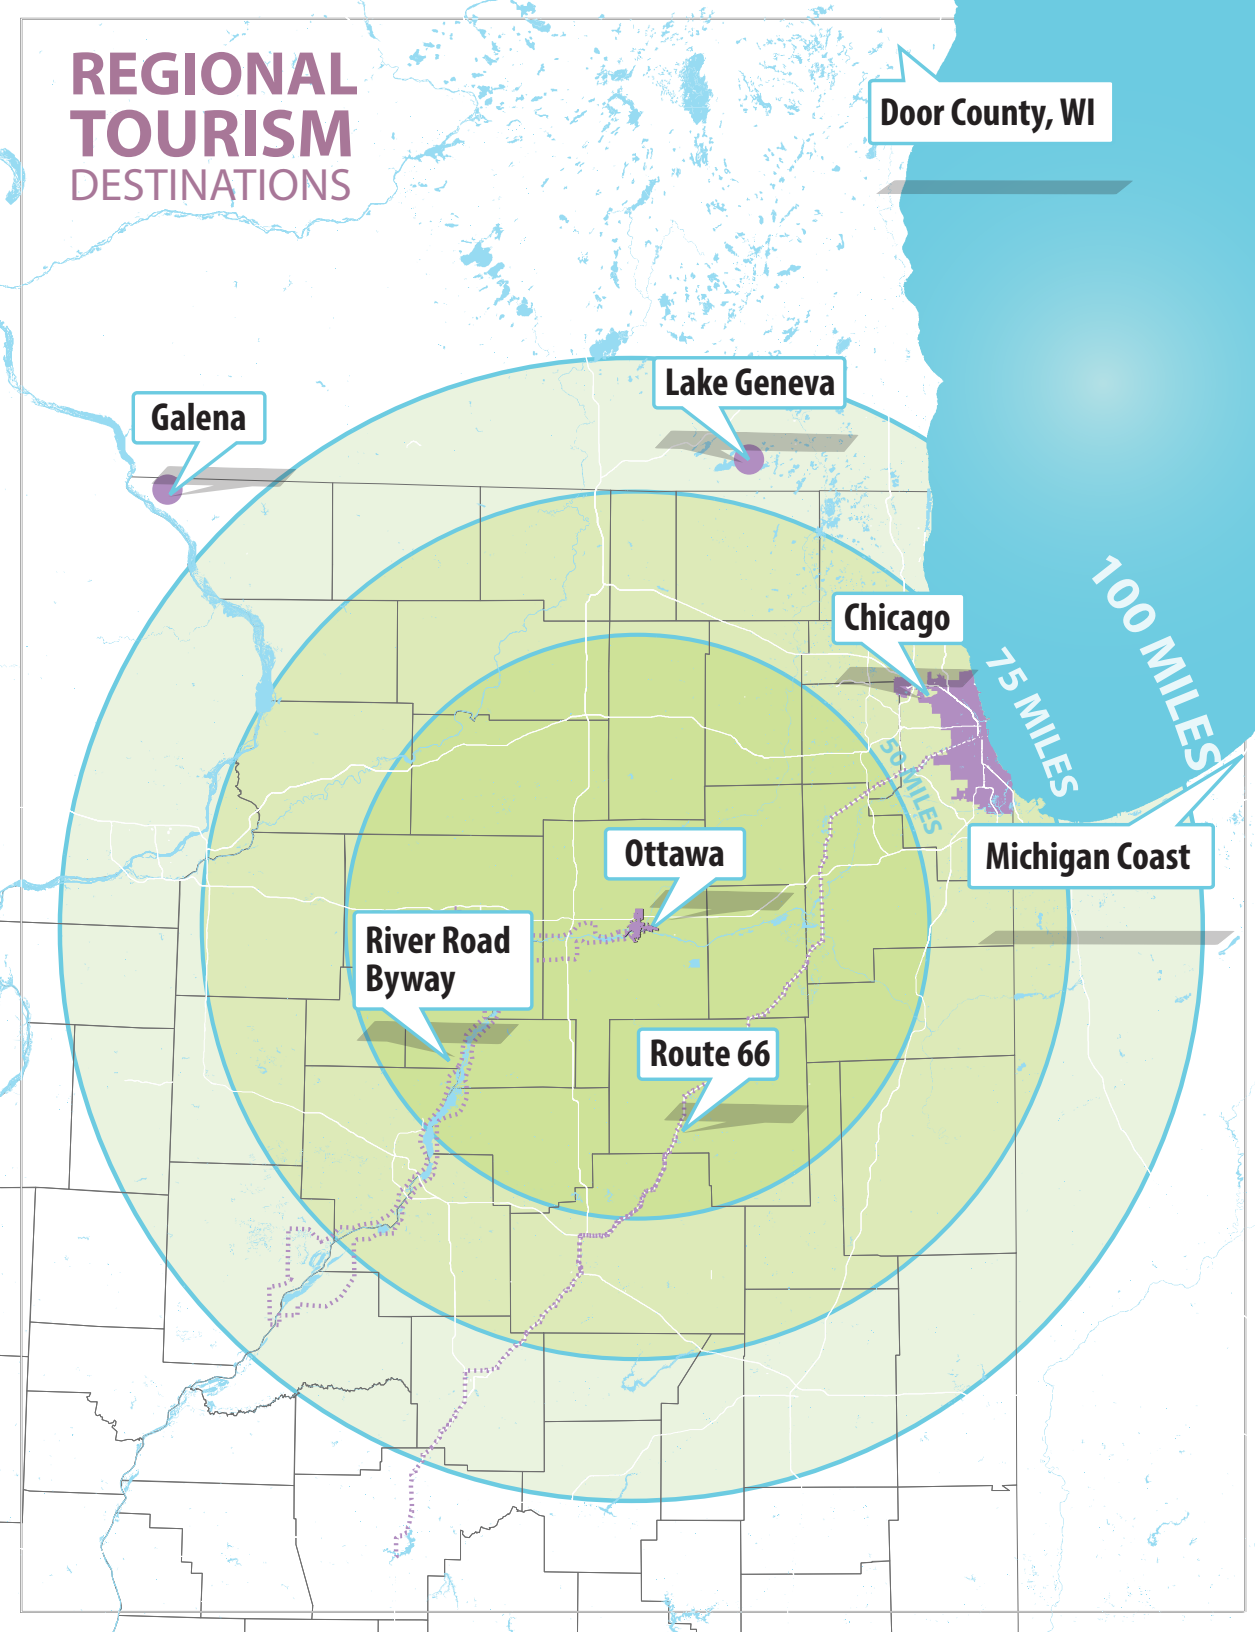 REGIONAL
TOURISM
DESTINATIONS
Door County, WI
Lake Geneva
Galena
100 MILES
Chicago
75 MILES
50 MILES
Ottawa
Michigan Coast
River Road
Byway
Route 66